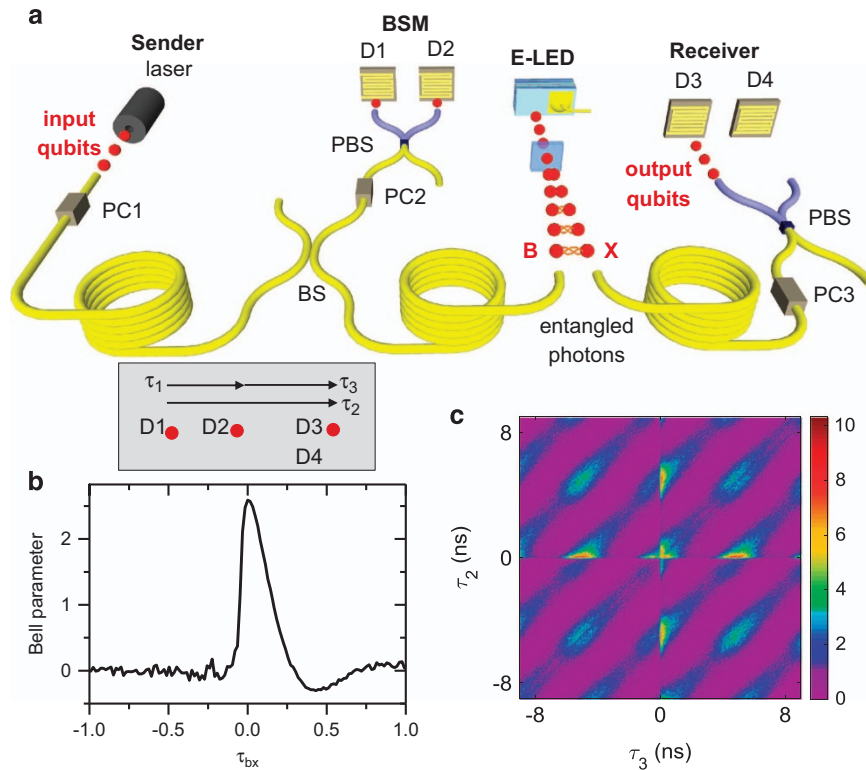 a
Sender
laser
input
qubits
PC1
BSM
D1 D2
PBS
PC2
BS
E-LED
B X
entangled
photons
Receiver
D3 D4
output
qubits
PBS
PC3
τ1 τ3
τ2
D1 D2 D3
D4
b
Bell parameter
2
1
0
-1.0 -0.5 0.0 0.5 1.0
τbx
c
τ2 (ns)
8
0
-8
-8 0 8
τ3 (ns)
10
8
6
4
2
0